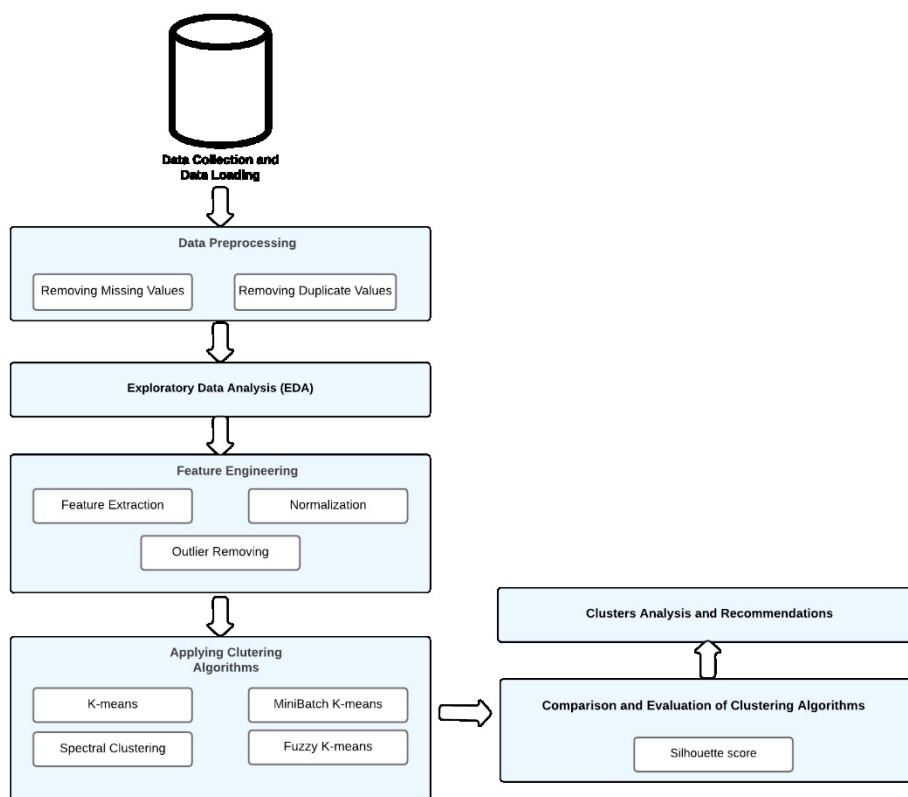 Data Collection and
Data Loading
Data Preprocessing
Removing Missing Values
Removing Duplicate Values
Exploratory Data Analysis (EDA)
Feature Engineering
Feature Extraction
Normalization
Outlier Removing
Applying Clutering
Algorithms
K-means
MiniBatch K-means
Spectral Clustering
Fuzzy K-means
Clusters Analysis and Recommendations
Comparison and Evaluation of Clustering Algorithms
Silhouette score